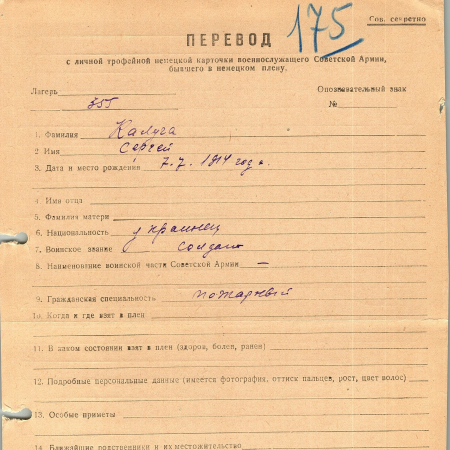 175
Сов. секретно
ПЕРЕВОД
с личной трофейной немецкой карточки военнослужащего Советской Армии,
бывшего в немецком плену.
Лагерь Опознавательный знак
355 №
1. Фамилия Калуга
2 Имя Сергей
3. Дата и место рождения 7.7.1914 год
4. Имя отца
5. Фамилия матери
6. Национальность украинец
7. Воинское звание солдат
8. Наименование воинской части Советской Армии —
9. Гражданская специальность пожарный
10. Когда и где взят в плен
11. В каком состоянии взят в плен (здоров, болен, ранен)
12. Подробные персональные данные (имеется фотография, оттиск пальцев, рост, цвет волос)
13. Особые приметы
14. Ближайшие родственники и их местожительство